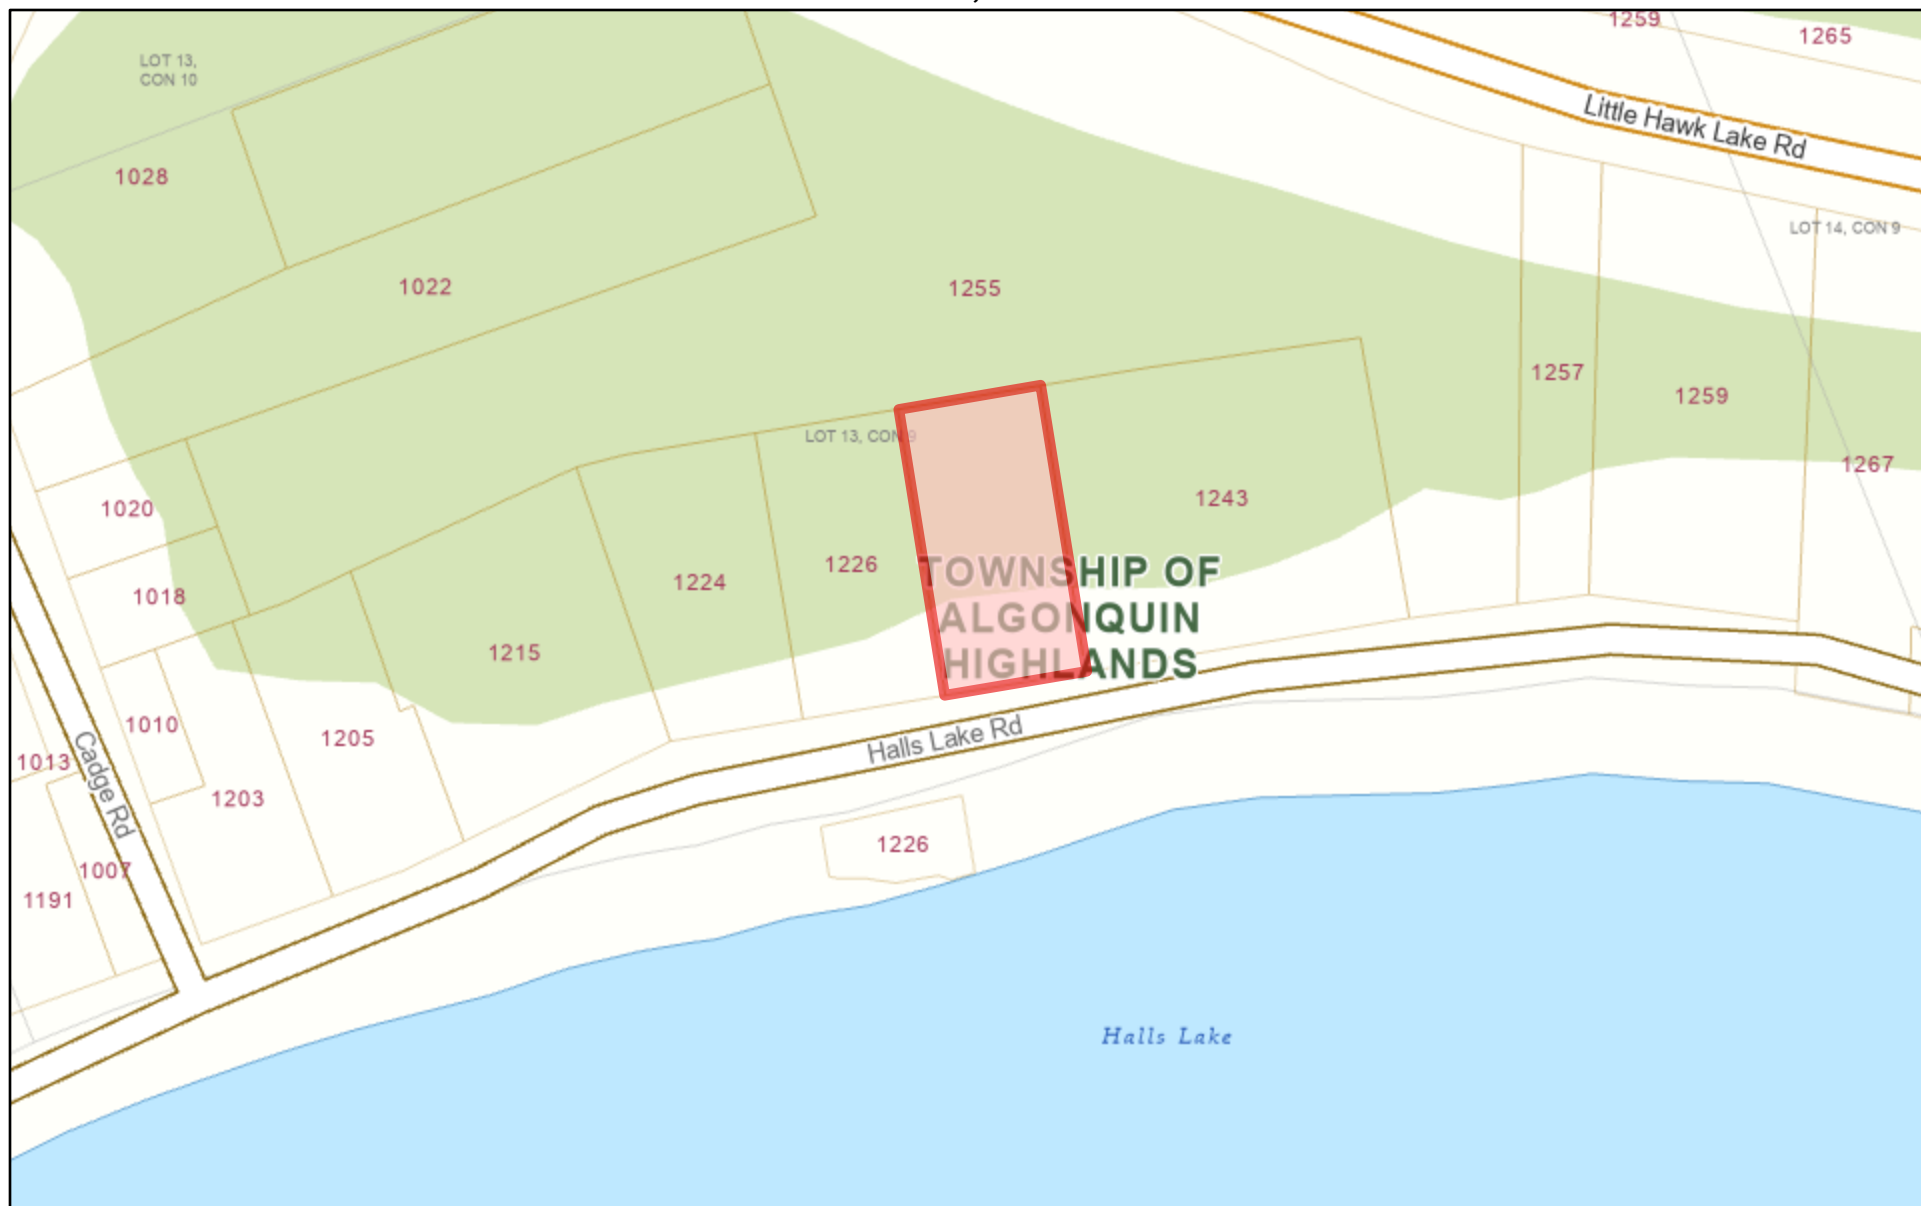 1259
1265
LOT 13,
CON 10
Little Hawk Lake Rd
1028
LOT 14, CON 9
1022
1255
1257
1259
LOT 13, CON 9
1267
1243
1020
1226
TOWNSHIP OF
ALGONQUIN
HIGHLANDS
1224
1018
1215
1010
1205
Halls Lake Rd
1013
Cadge Rd
1203
1226
1007
1191
Halls Lake